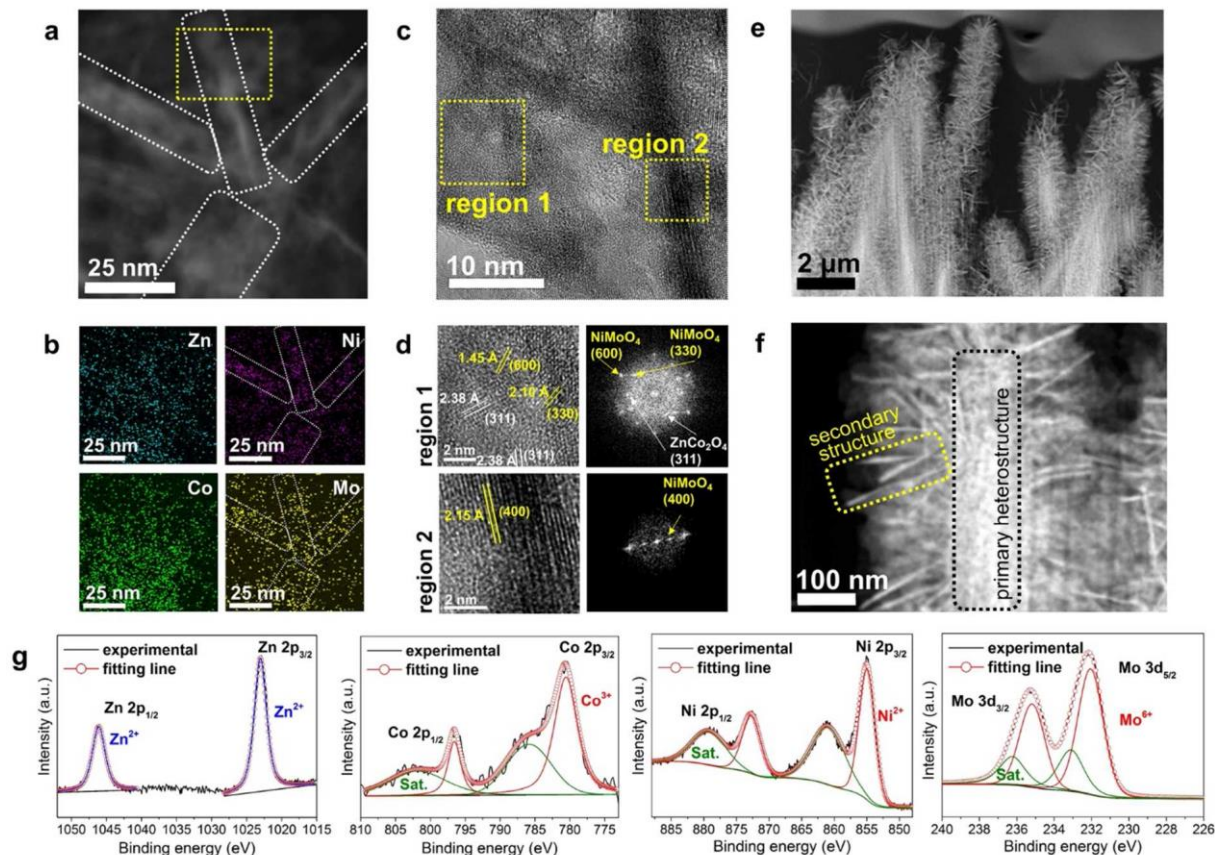 a
25 nm
c
region 1
region 2
10 nm
e
2 µm
b
Zn
25 nm
Ni
25 nm
Co
25 nm
Mo
25 nm
d
region 1
1.45 A (600)
2.38 A
(311)
2.10 A
(330)
2.38 A (311)
2 nm
NiMoO₄
(600)
NiMoO₄
(330)
ZnCo₂O₄
(311)
region 2
2.15 A (400)
2 nm
NiMoO₄
(400)
f
secondary
structure
primary heterostructure
100 nm
g
experimental
fitting line
Zn 2p₃/₂
Zn²⁺
Zn 2p₁/₂
Zn²⁺
Intensity (a.u.)
1050 1045 1040 1035 1030 1025 1020 1015
Binding energy (eV)
experimental
fitting line
Co 2p₃/₂
Co³⁺
Co 2p₁/₂
Sat.
Intensity (a.u.)
810 805 800 795 790 785 780 775
Binding energy (eV)
experimental
fitting line
Ni 2p₃/₂
Ni²⁺
Ni 2p₁/₂
Sat.
Intensity (a.u.)
885 878 872 865 860 855 848
Binding energy (eV)
experimental
fitting line
Mo 3d₅/₂
Mo 3d₃/₂
Mo⁶⁺
Sat.
Intensity (a.u.)
240 238 235 234 232 230 228 226
Binding energy (eV)